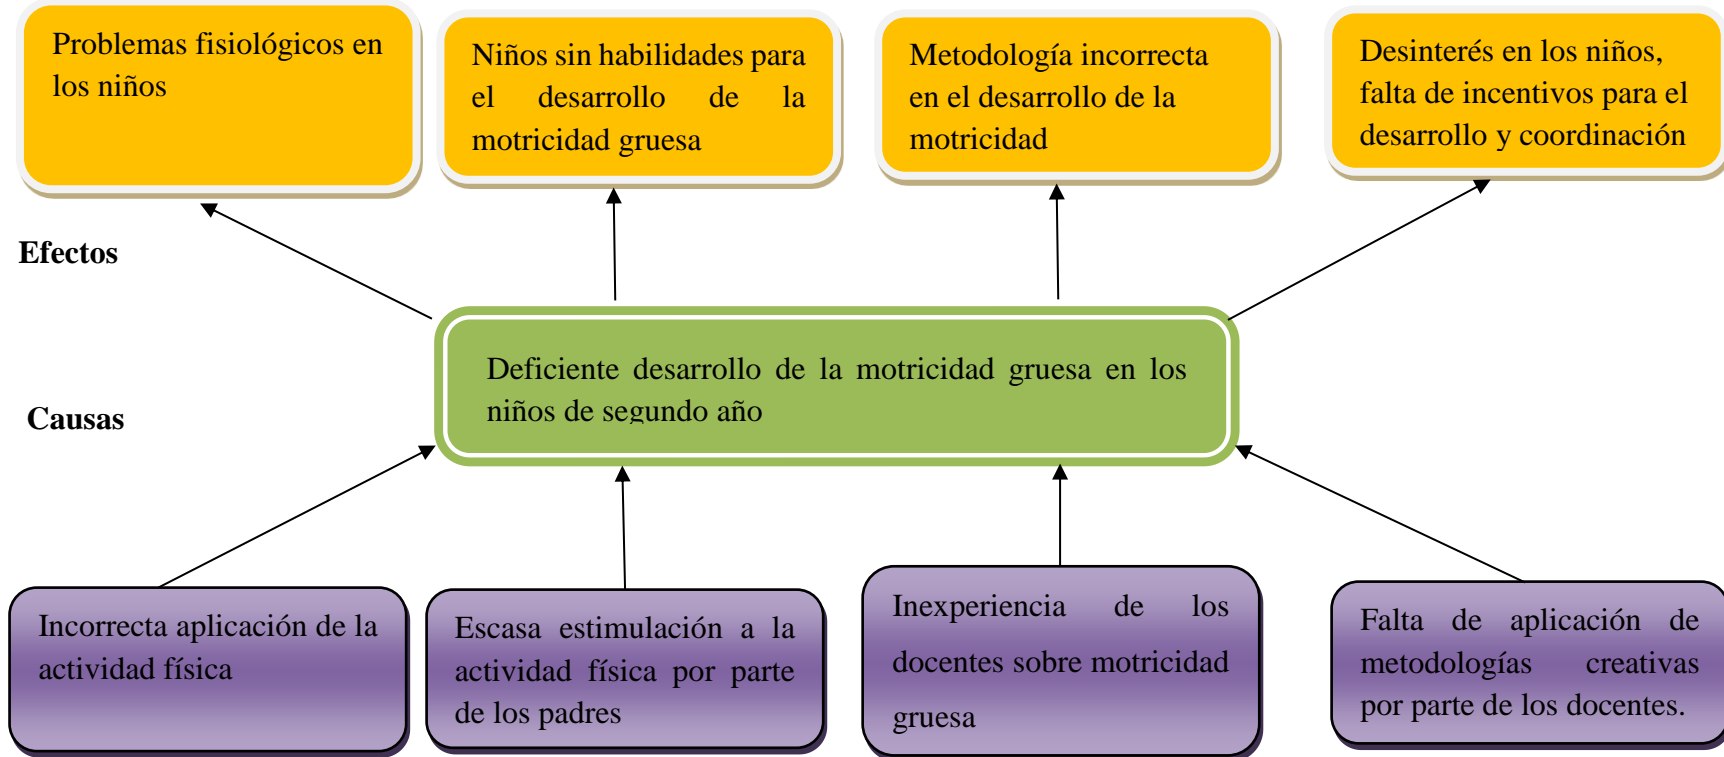 Problemas fisiológicos en
los niños
Niños sin habilidades para
el desarrollo de la
motricidad gruesa
Metodología incorrecta
en el desarrollo de la
motricidad
Desinterés en los niños,
falta de incentivos para el
desarrollo y coordinación
Efectos
Deficiente desarrollo de la motricidad gruesa en los
niños de segundo año
Causas
Incorrecta aplicación de la
actividad física
Escasa estimulación a la
actividad física por parte
de los padres
Inexperiencia de los
docentes sobre motricidad
gruesa
Falta de aplicación de
metodologías creativas
por parte de los docentes.